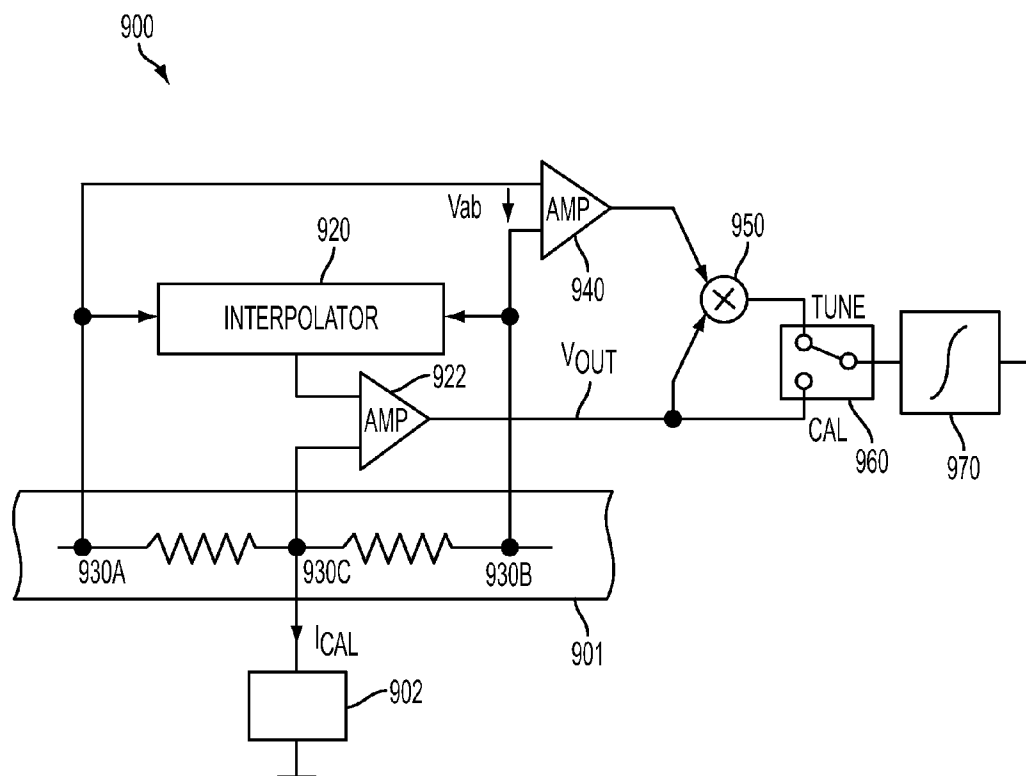 900
Vab
AMP
940
950
920
INTERPOLATOR
TUNE
922
AMP
VOUT
CAL
960
970
930A
930C
930B
901
ICAL
902